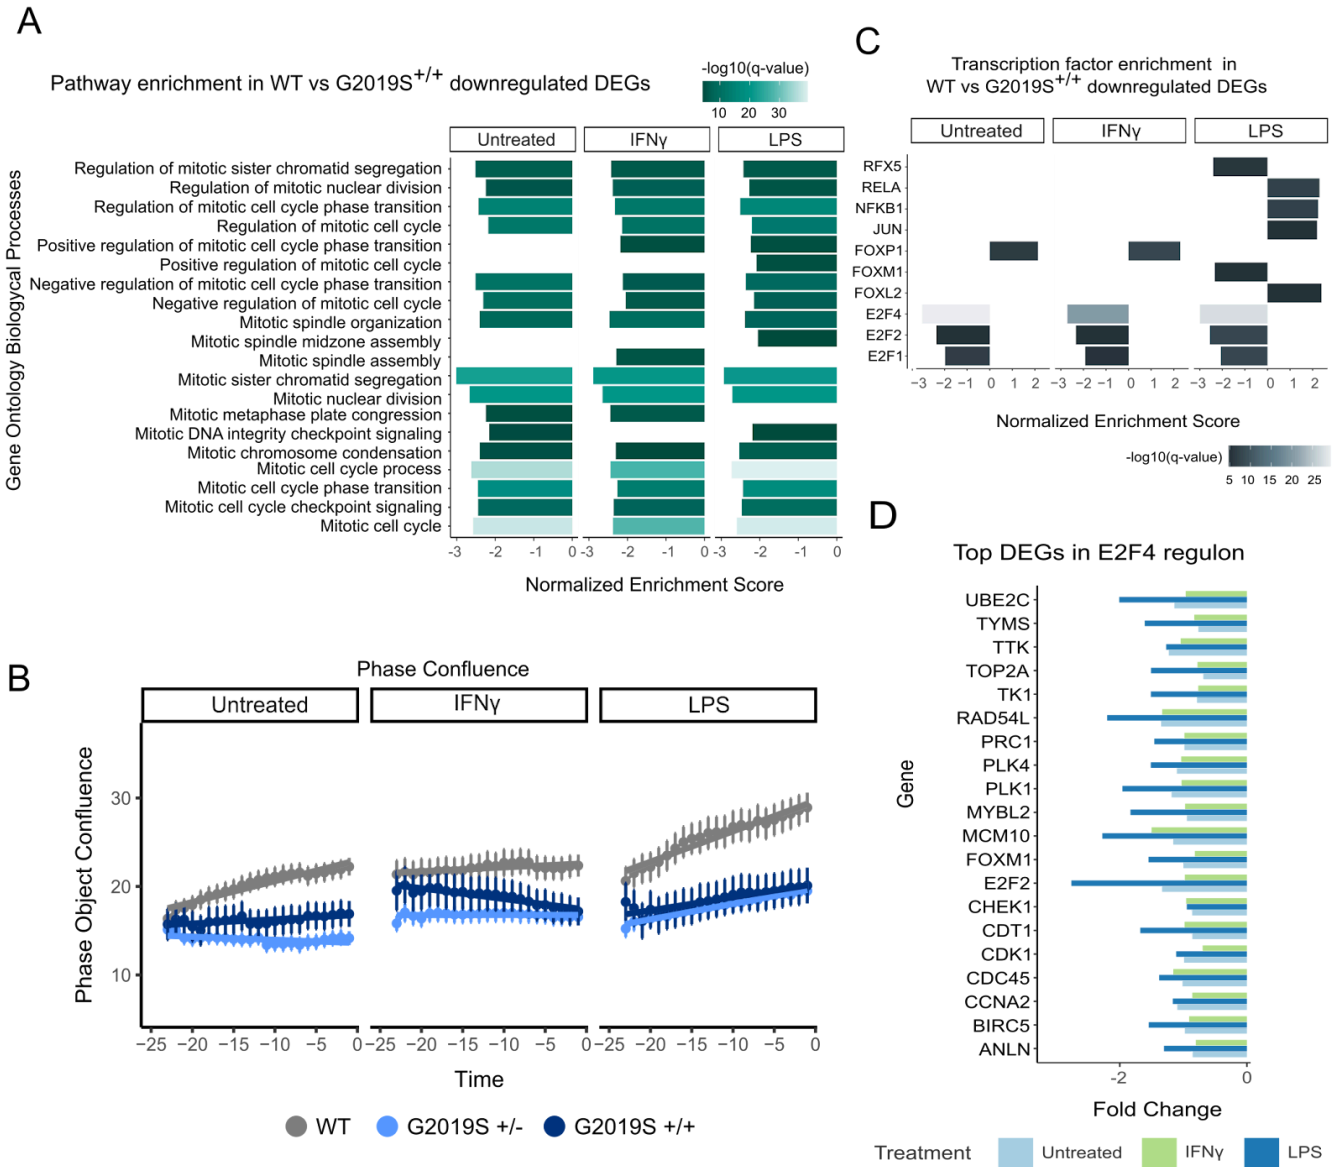 A
Pathway enrichment in WT vs G2019S+/+ downregulated DEGs
-log10(q-value)
10 20 30
Untreated IFNγ LPS
Gene Ontology Biologycal Processes
Regulation of mitotic sister chromatid segregation
Regulation of mitotic nuclear division
Regulation of mitotic cell cycle phase transition
Regulation of mitotic cell cycle
Positive regulation of mitotic cell cycle phase transition
Positive regulation of mitotic cell cycle
Negative regulation of mitotic cell cycle phase transition
Negative regulation of mitotic cell cycle
Mitotic spindle organization
Mitotic spindle midzone assembly
Mitotic spindle assembly
Mitotic sister chromatid segregation
Mitotic nuclear division
Mitotic metaphase plate congression
Mitotic DNA integrity checkpoint signaling
Mitotic chromosome condensation
Mitotic cell cycle process
Mitotic cell cycle phase transition
Mitotic cell cycle checkpoint signaling
Mitotic cell cycle
-3 -2 -1 0 -3 -2 -1 0 -3 -2 -1 0
Normalized Enrichment Score
B
Phase Confluence
Untreated IFNγ LPS
Phase Object Confluence
30
20
10
−25 −20 −15 −10 −5 0 −25 −20 −15 −10 −5 0 −25 −20 −15 −10 −5 0
Time
WT G2019S +/- G2019S +/+
C
Transcription factor enrichment in
WT vs G2019S+/+ downregulated DEGs
Untreated IFNγ LPS
RFX5
RELA
NFKB1
JUN
FOXP1
FOXM1
FOXL2
E2F4
E2F2
E2F1
−3 −2 −1 0 1 2 −3 −2 −1 0 1 2 −3 −2 −1 0 1 2
Normalized Enrichment Score
-log10(q-value)
5 10 15 20 25
D
Top DEGs in E2F4 regulon
Gene
UBE2C
TYMS
TTK
TOP2A
TK1
RAD54L
PRC1
PLK4
PLK1
MYBL2
MCM10
FOXM1
E2F2
CHEK1
CDT1
CDK1
CDC45
CCNA2
BIRC5
ANLN
-2 0
Fold Change
Treatment Untreated IFNγ LPS